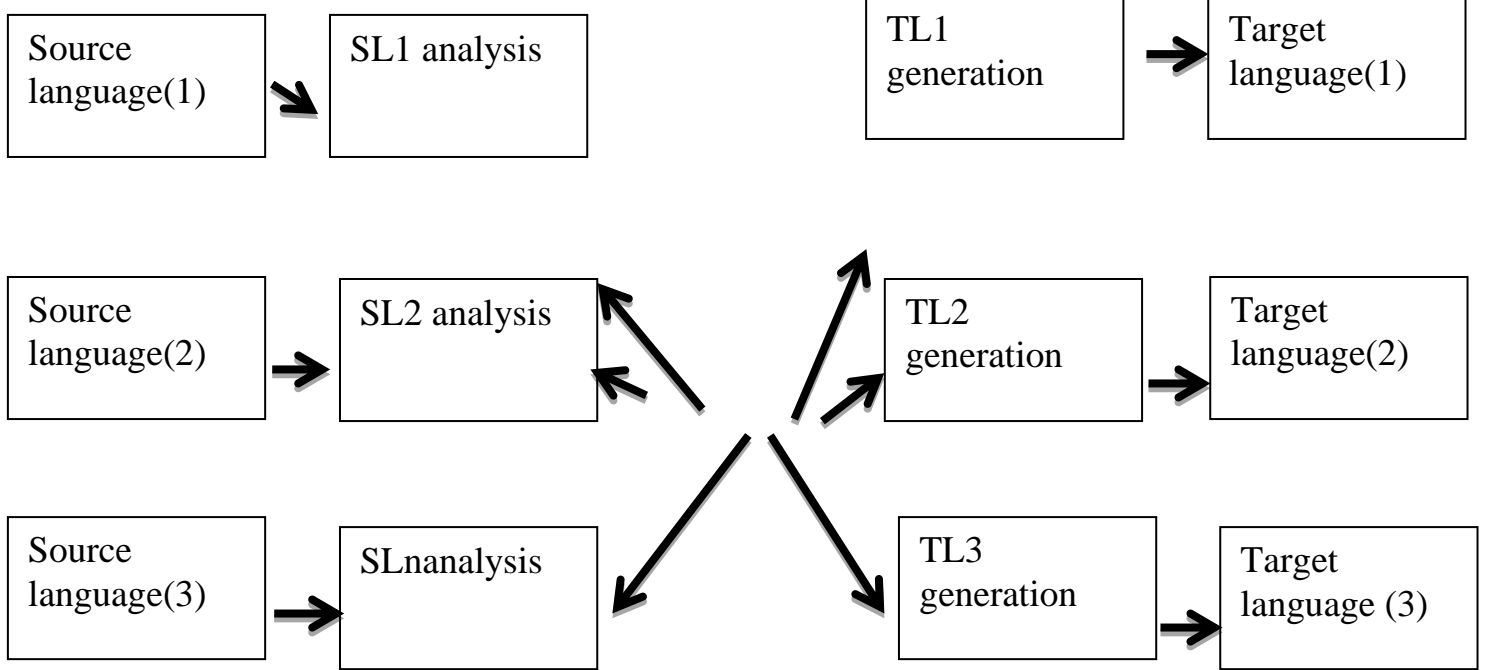 Source
language(1)
SL1 analysis
TL1
generation
Target
language(1)
Source
language(2)
SL2 analysis
TL2
generation
Target
language(2)
Source
language(3)
SLnanalysis
TL3
generation
Target
language (3)